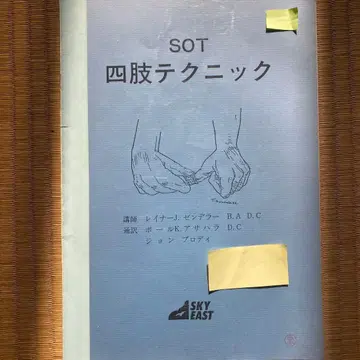 SOT
四肢テクニック
講師 レイナーJ.ゼンデラー B.A D.C
通訳 ポールK.アサハラ D.C
ジョン ブロディ
SKY
EAST